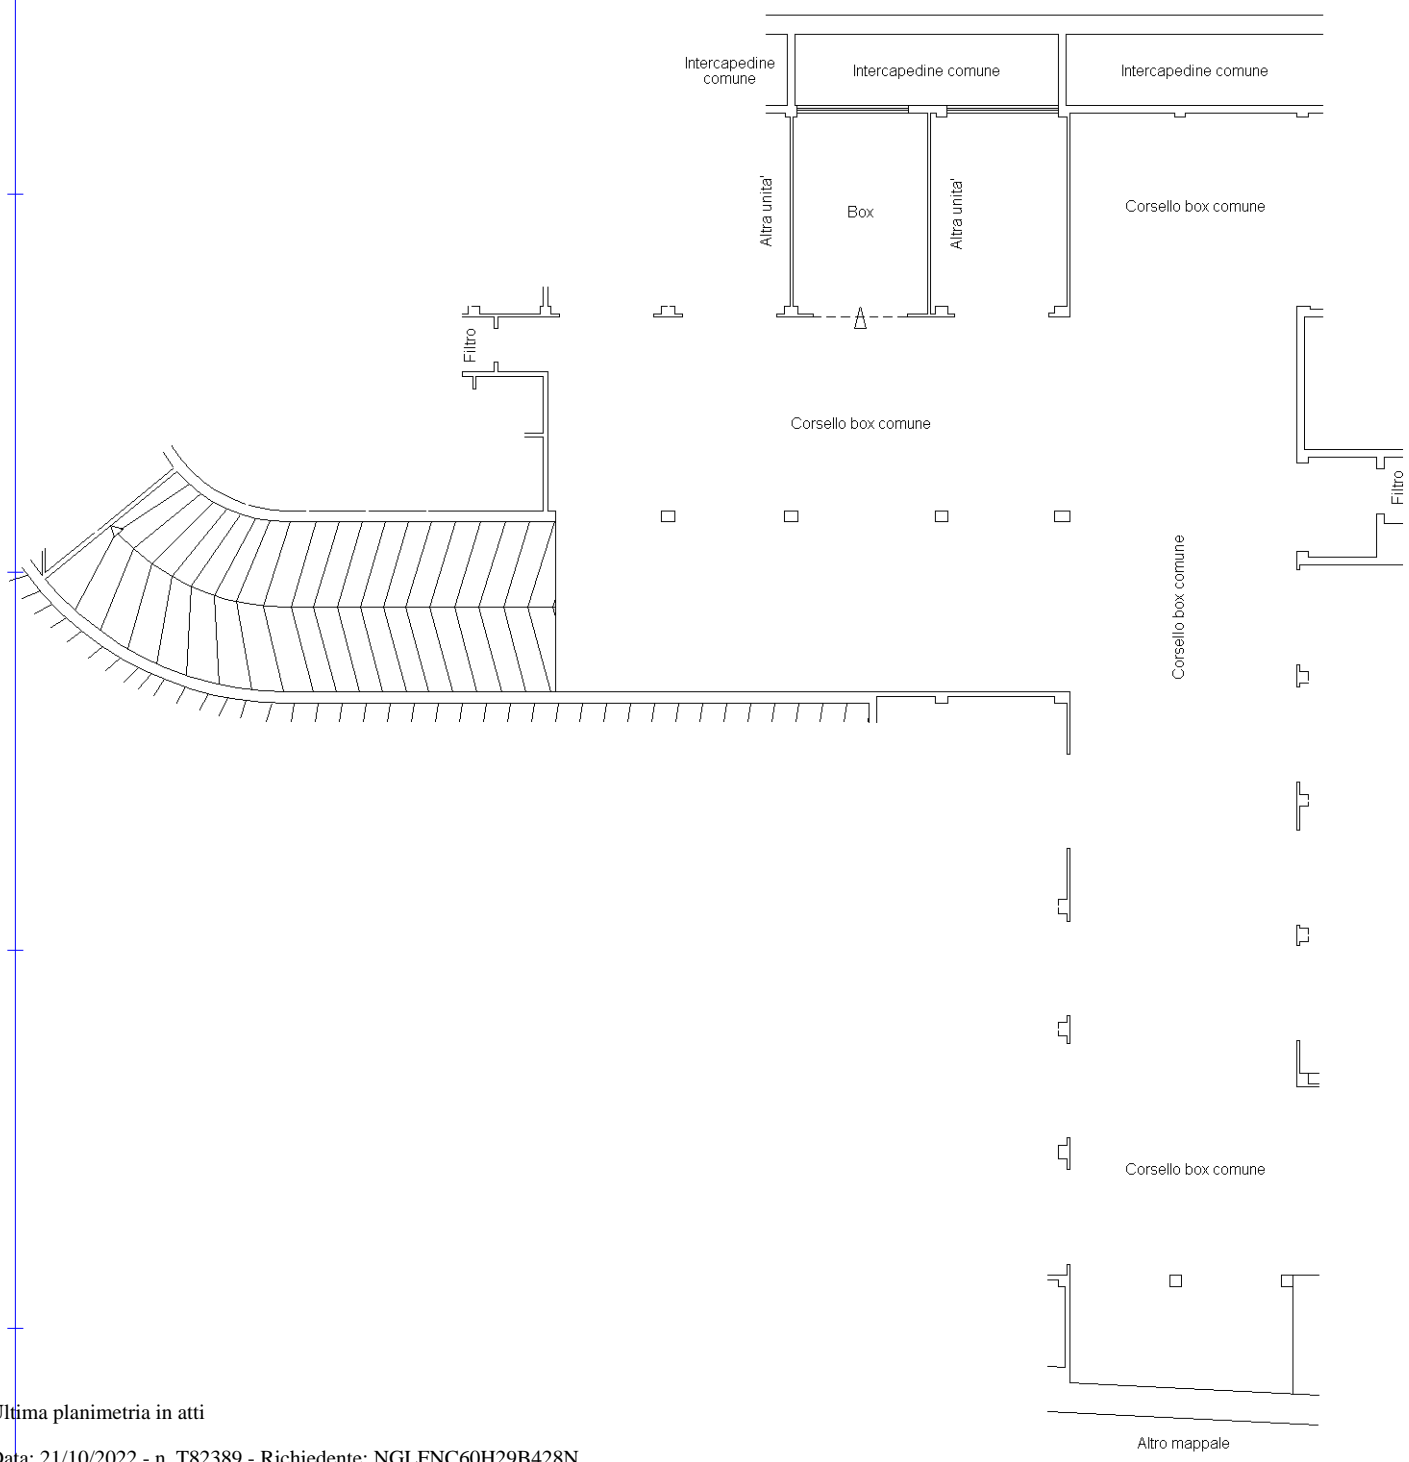 Intercapedine
comune
Intercapedine comune
Intercapedine comune
Altra unita'
Box
Altra unita'
Corsello box comune
Filtro
Corsello box comune
Filtro
Corsello box comune
Corsello box comune
Ultima planimetria in atti
Data: 21/10/2022 - n. T82389 - Richiedente: NGLFNC60H29B428N
Altro mappale